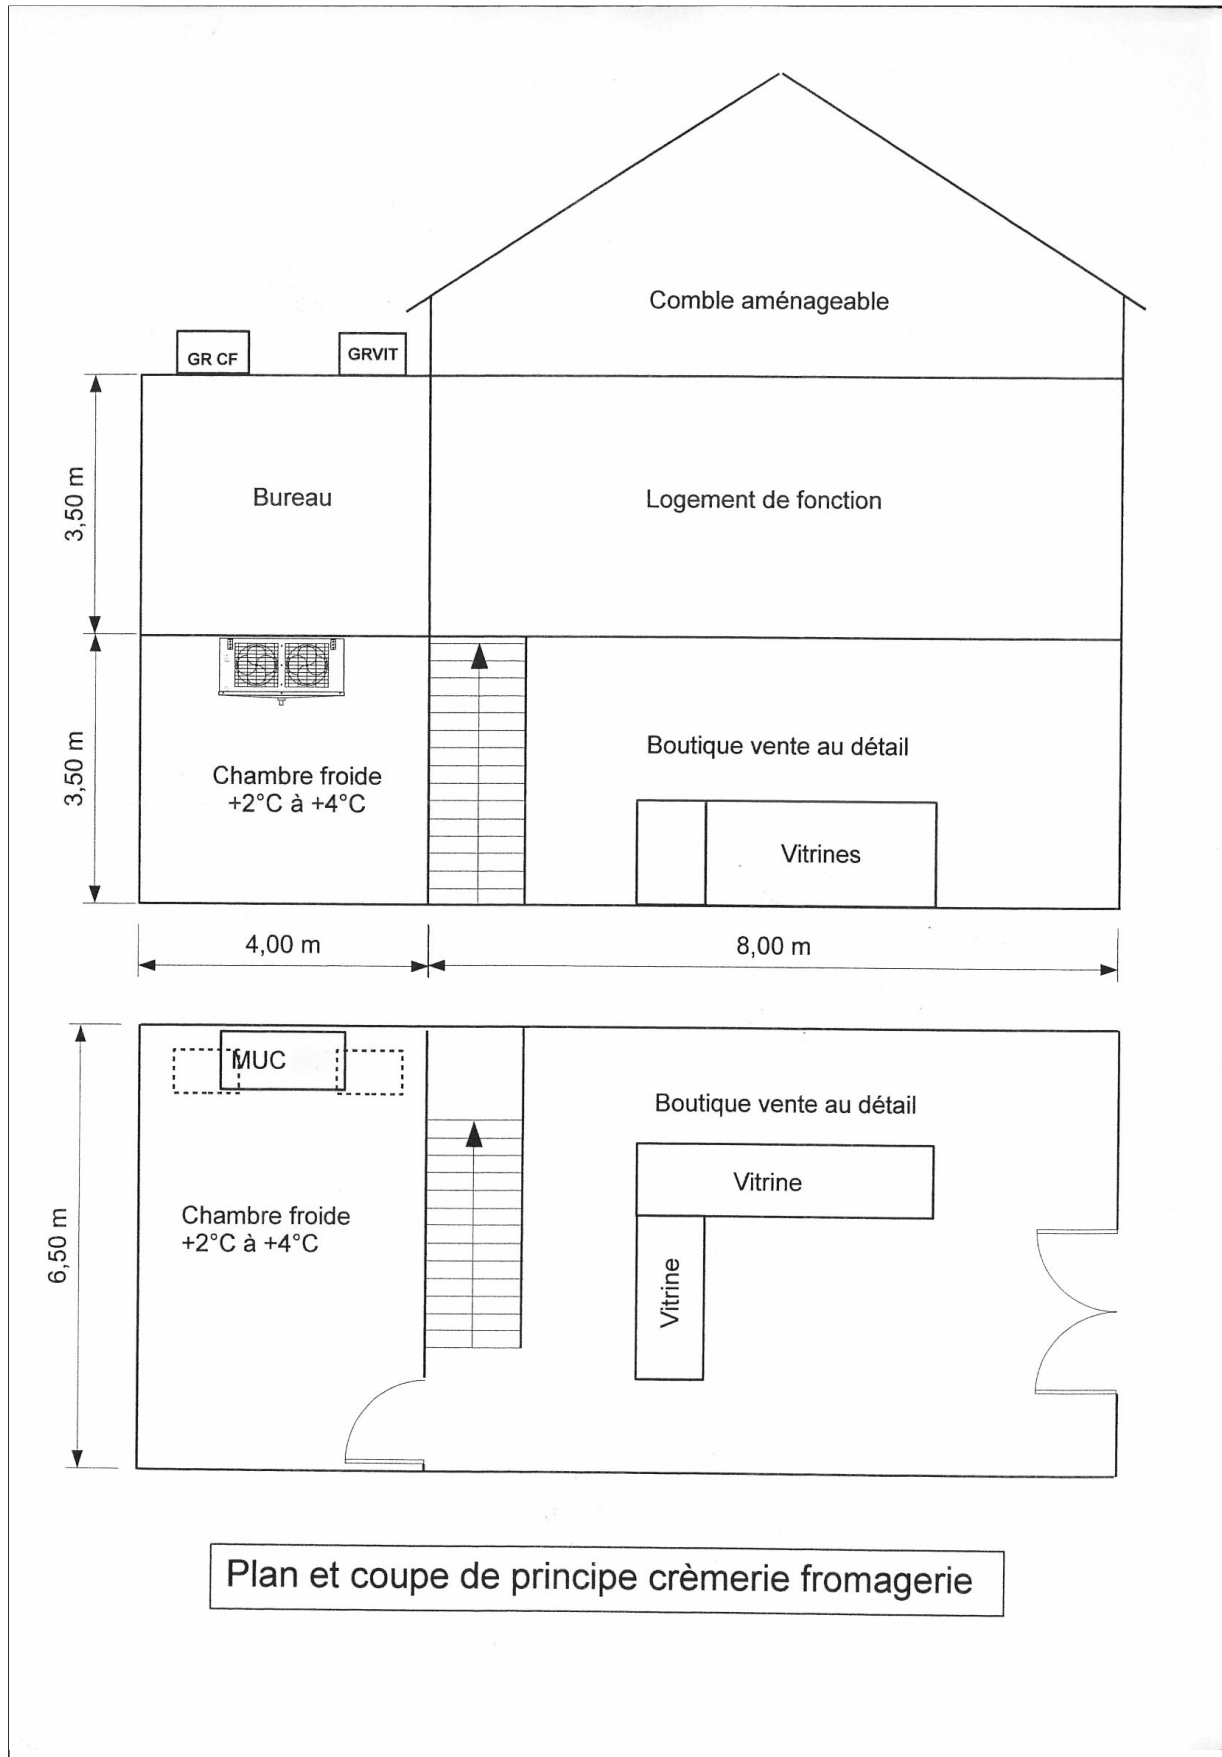 Comble aménageable
GR CF
GRVIT
3,50 m
Bureau
Logement de fonction
3,50 m
Boutique vente au détail
Chambre froide
+2°C à +4°C
Vitrines
4,00 m
8,00 m
MUC
Boutique vente au détail
Vitrine
6,50 m
Chambre froide
+2°C à +4°C
Vitrine
Plan et coupe de principe crèmerie fromagerie